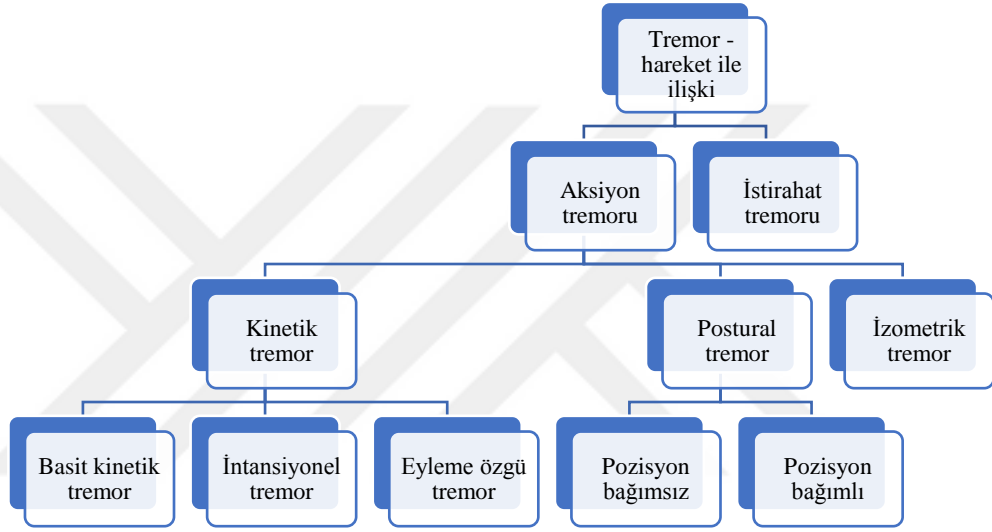 Tremor -
hareket ile
ilişki
Aksiyon
tremoru
İstirahat
tremoru
Kinetik
tremor
Postural
tremor
İzometrik
tremor
Basit kinetik
tremor
İntansiyonel
tremor
Eyleme özgü
tremor
Pozisyon
bağımsız
Pozisyon
bağımlı